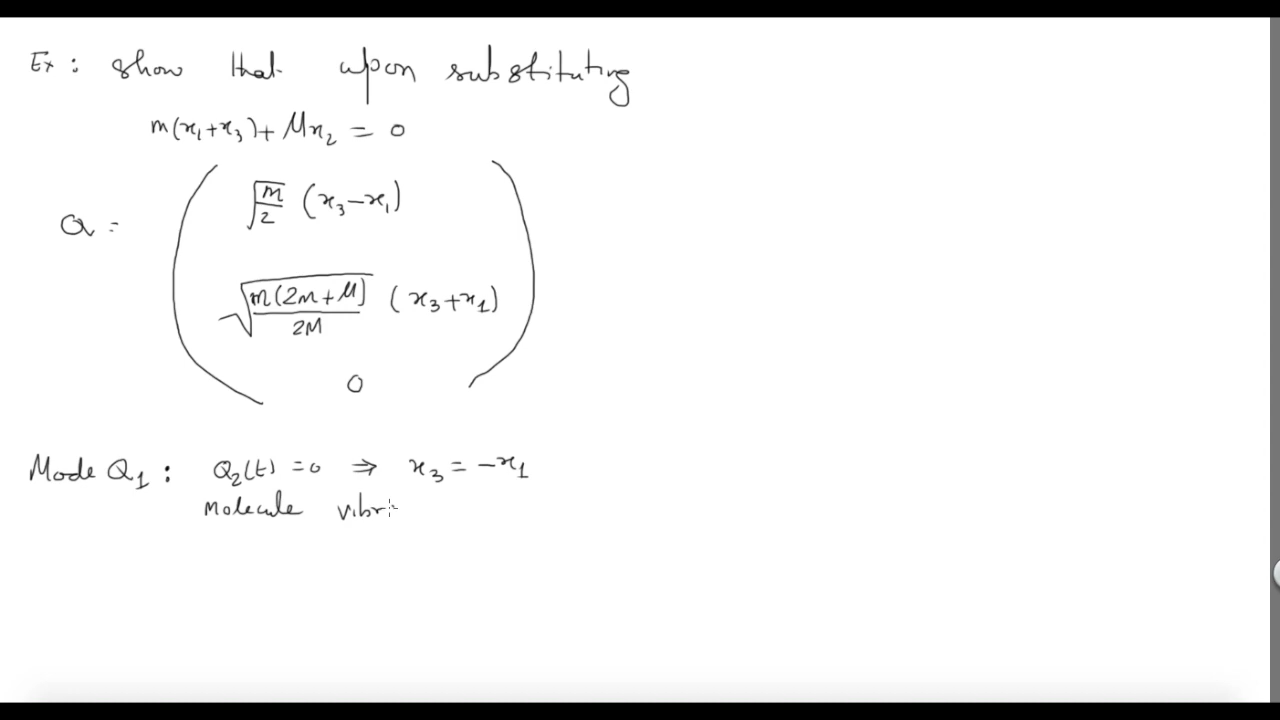 Ex: show that upon substituting
m(x₁+x₃)+Mx₂ = 0
Q =
√(m/2) (x₃−x₁)
√(m(2m+M)/2M) (x₃+x₁)
0
Mode Q₁: Q₂(t) = 0 ⇒ x₃ = −x₁
Molecule vibr